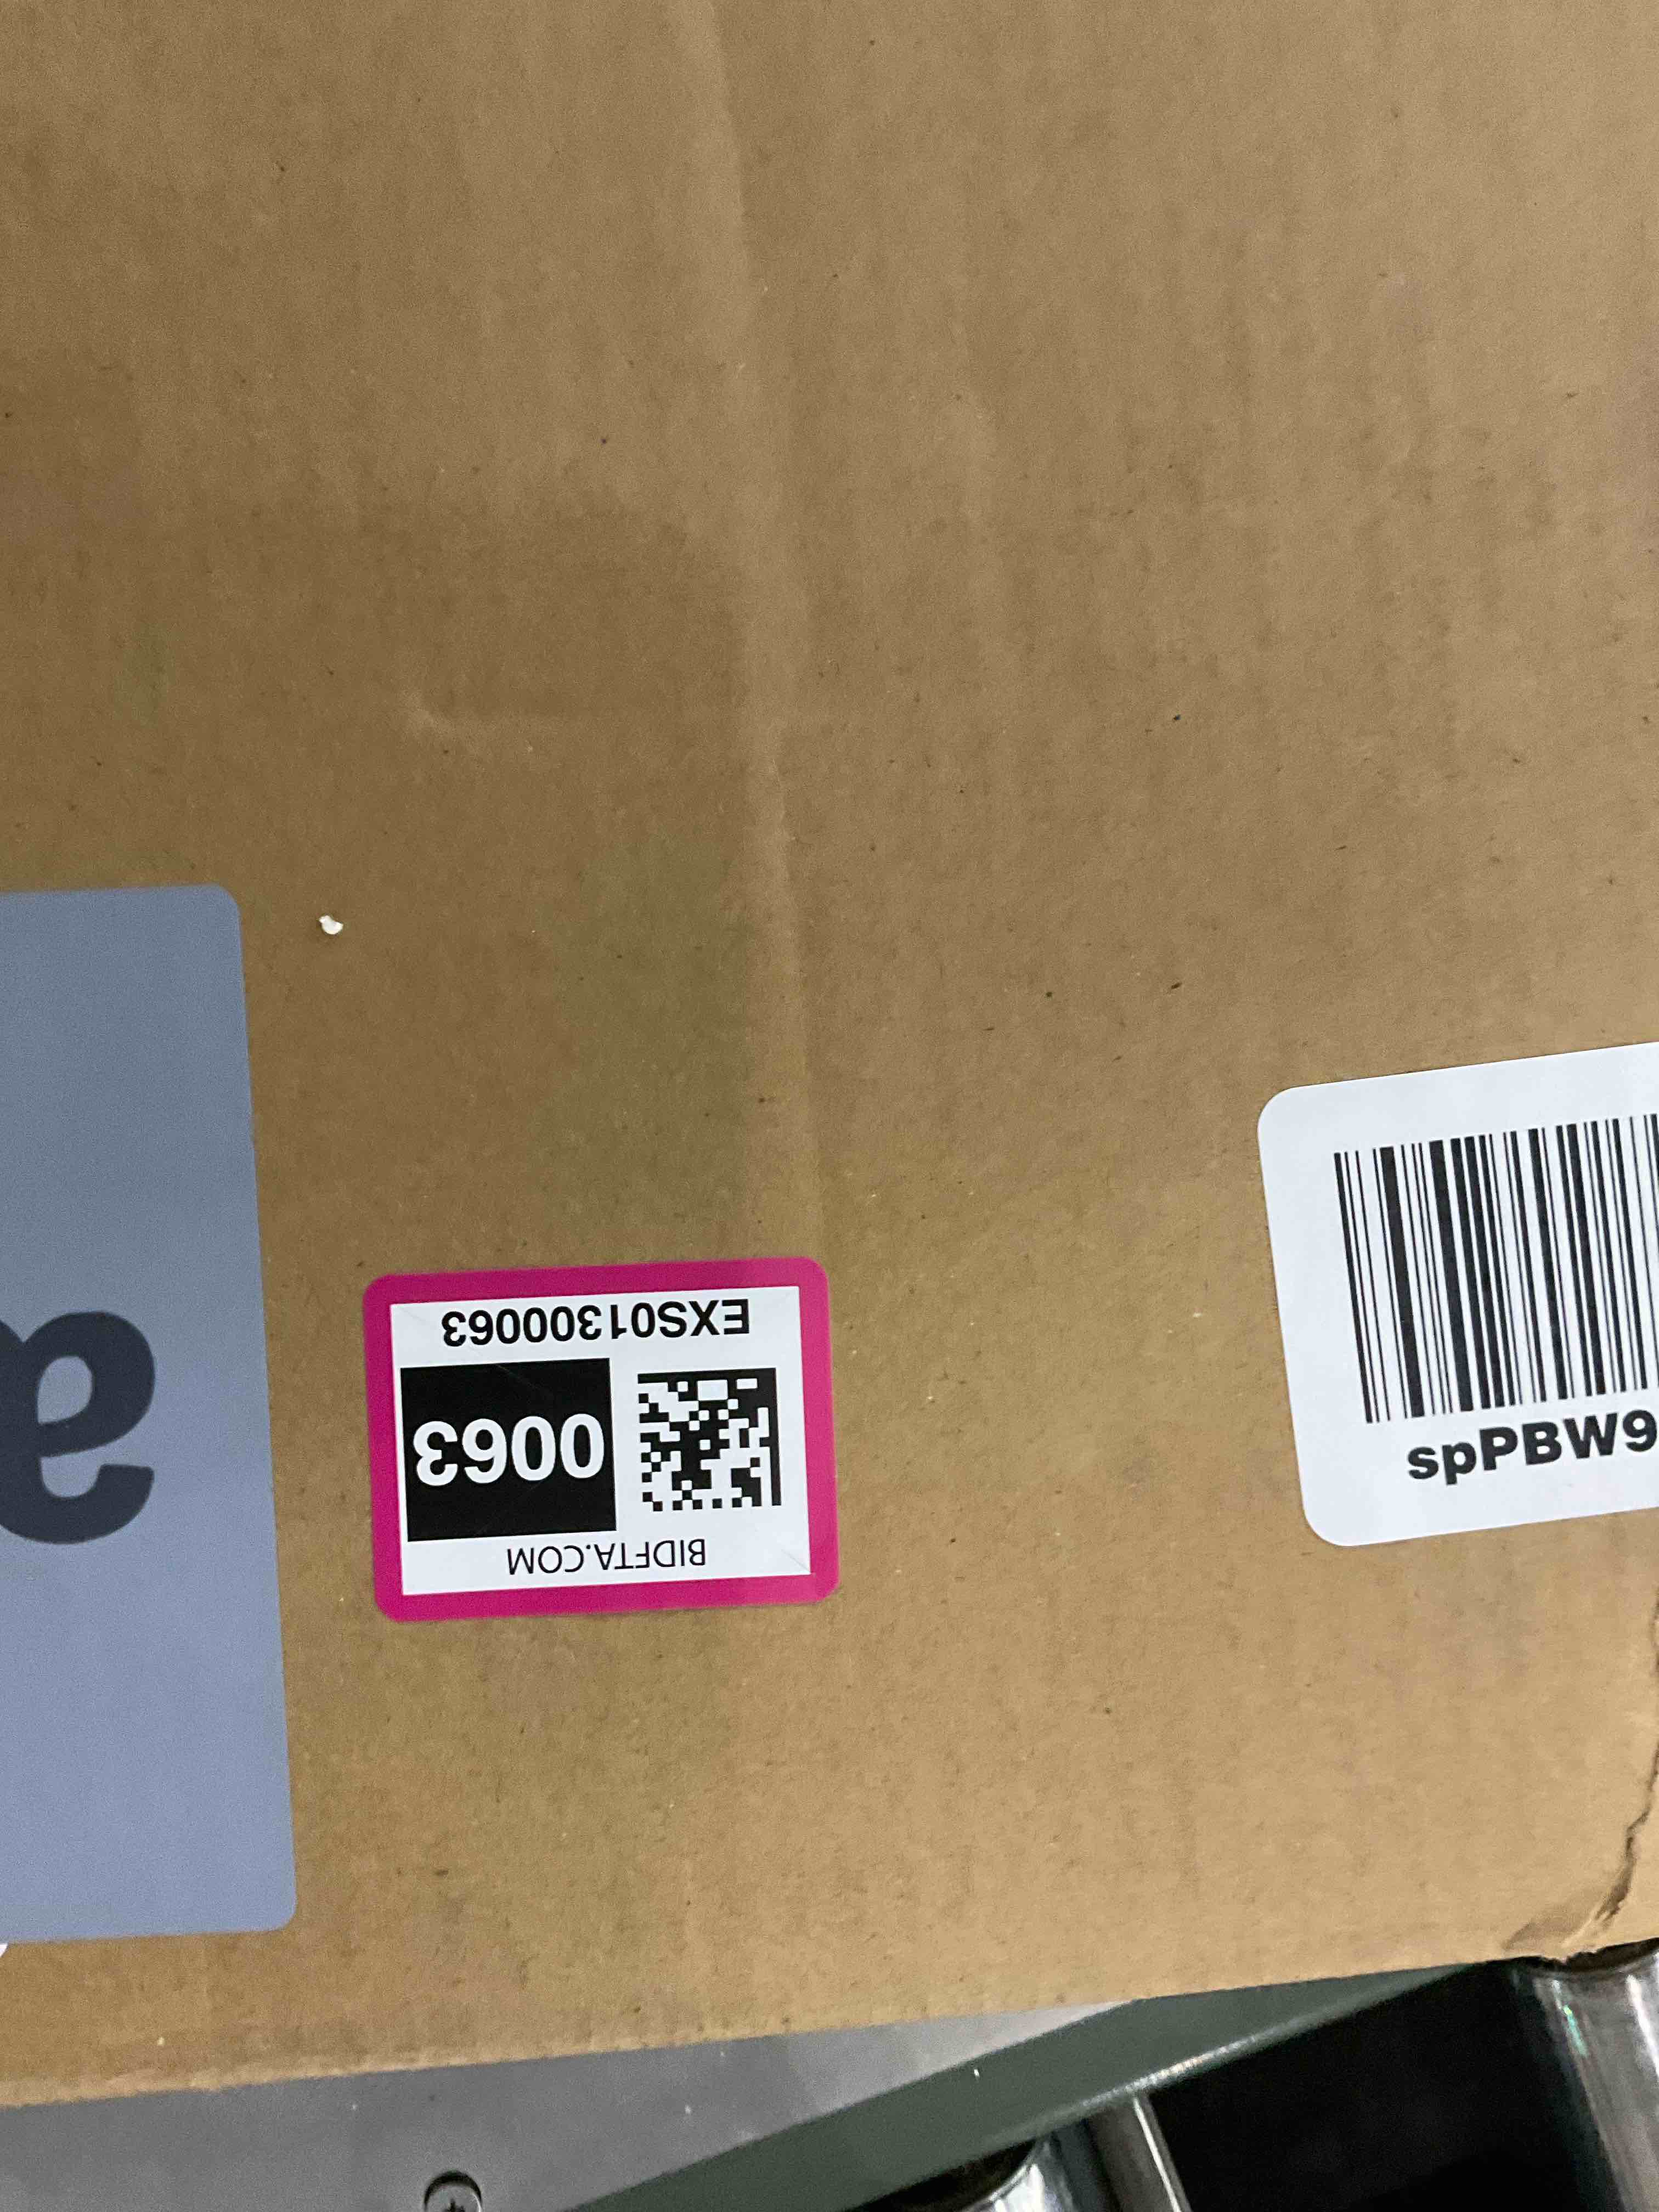 BIDFTA.COM
0063
EXS01300063
spPBW9
a